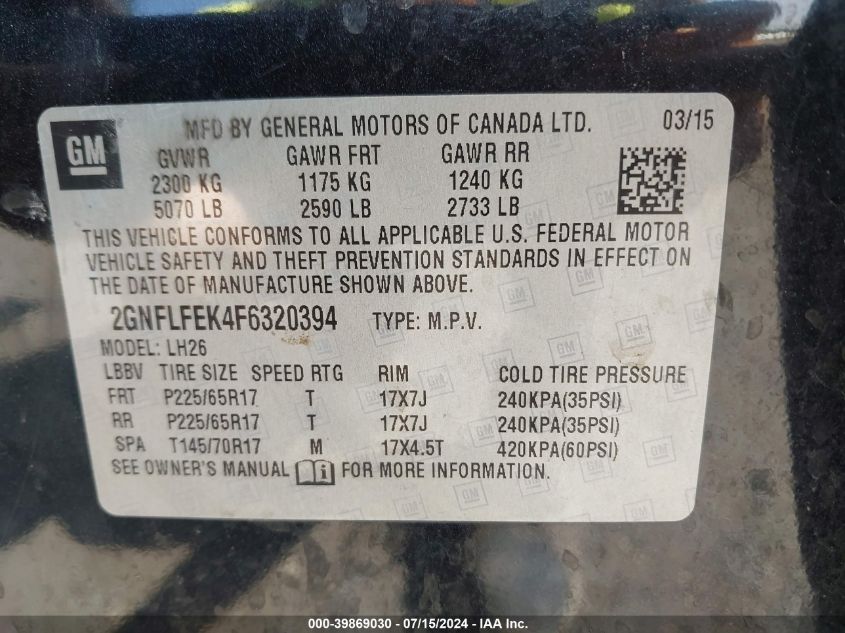 GM
MFD BY GENERAL MOTORS OF CANADA LTD. 03/15
GVWR GAWR FRT GAWR RR
2300 KG 1175 KG 1240 KG
5070 LB 2590 LB 2733 LB
THIS VEHICLE CONFORMS TO ALL APPLICABLE U.S. FEDERAL MOTOR
VEHICLE SAFETY AND THEFT PREVENTION STANDARDS IN EFFECT ON
THE DATE OF MANUFACTURE SHOWN ABOVE.
2GNFLFEK4F6320394 TYPE: M.P.V.
MODEL: LH26
LBBV TIRE SIZE SPEED RTG RIM COLD TIRE PRESSURE
FRT P225/65R17 T 17X7J 240KPA(35PSI)
RR P225/65R17 T 17X7J 240KPA(35PSI)
SPA T145/70R17 M 17X4.5T 420KPA(60PSI)
SEE OWNER'S MANUAL FOR MORE INFORMATION.
000-39869030 - 07/15/2024 - IAA Inc.